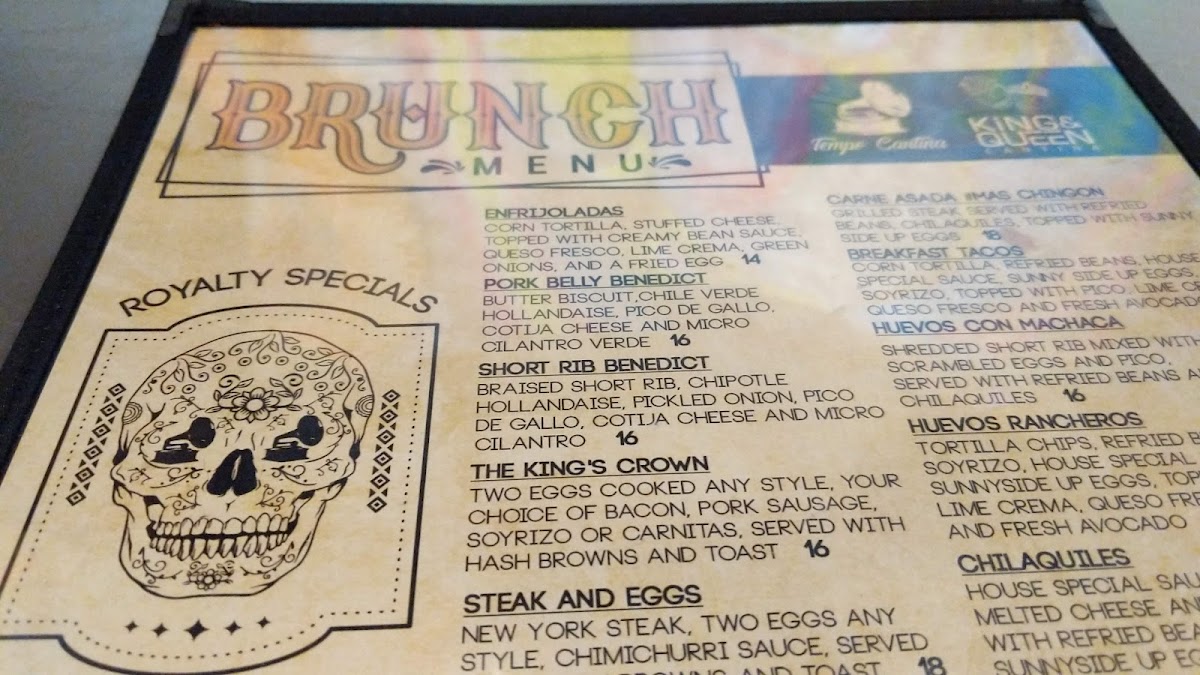 BRUNCH
MENU
Tempo Cantina
KING&
QUEEN
CANTINA
ROYALTY SPECIALS
ENFRIJOLADAS
CORN TORTILLA, STUFFED CHEESE,
TOPPED WITH CREAMY BEAN SAUCE,
QUESO FRESCO, LIME CREMA, GREEN
ONIONS, AND A FRIED EGG 14
PORK BELLY BENEDICT
BUTTER BISCUIT,CHILE VERDE
HOLLANDAISE, PICO DE GALLO,
COTIJA CHEESE AND MICRO
CILANTRO VERDE 16
SHORT RIB BENEDICT
BRAISED SHORT RIB, CHIPOTLE
HOLLANDAISE, PICKLED ONION, PICO
DE GALLO, COTIJA CHEESE AND MICRO
CILANTRO 16
THE KING'S CROWN
TWO EGGS COOKED ANY STYLE, YOUR
CHOICE OF BACON, PORK SAUSAGE,
SOYRIZO OR CARNITAS, SERVED WITH
HASH BROWNS AND TOAST 16
STEAK AND EGGS
NEW YORK STEAK, TWO EGGS ANY
STYLE, CHIMICHURRI SAUCE, SERVED
BROWNS AND TOAST 18
CARNE ASADA #MAS CHINGON
GRILLED STEAK SERVED WITH REFRIED
BEANS, CHILAQUILES, TOPPED WITH SUNNY
SIDE UP EGGS 18
BREAKFAST TACOS
CORN TORTILLA, REFRIED BEANS, HOUSE
SPECIAL SAUCE, SUNNY SIDE UP EGGS,
SOYRIZO, TOPPED WITH PICO, LIME
QUESO FRESCO AND FRESH AVOCADO
HUEVOS CON MACHACA
SHREDDED SHORT RIB MIXED WITH
SCRAMBLED EGGS AND PICO,
SERVED WITH REFRIED BEANS
CHILAQUILES 16
HUEVOS RANCHEROS
TORTILLA CHIPS, REFRIED
SOYRIZO, HOUSE SPECIAL
SUNNYSIDE UP EGGS,
LIME CREMA, QUESO
AND FRESH AVOCADO
CHILAQUILES
HOUSE SPECIAL
MELTED CHEESE
WITH REFRIED
SUNNYSIDE UP